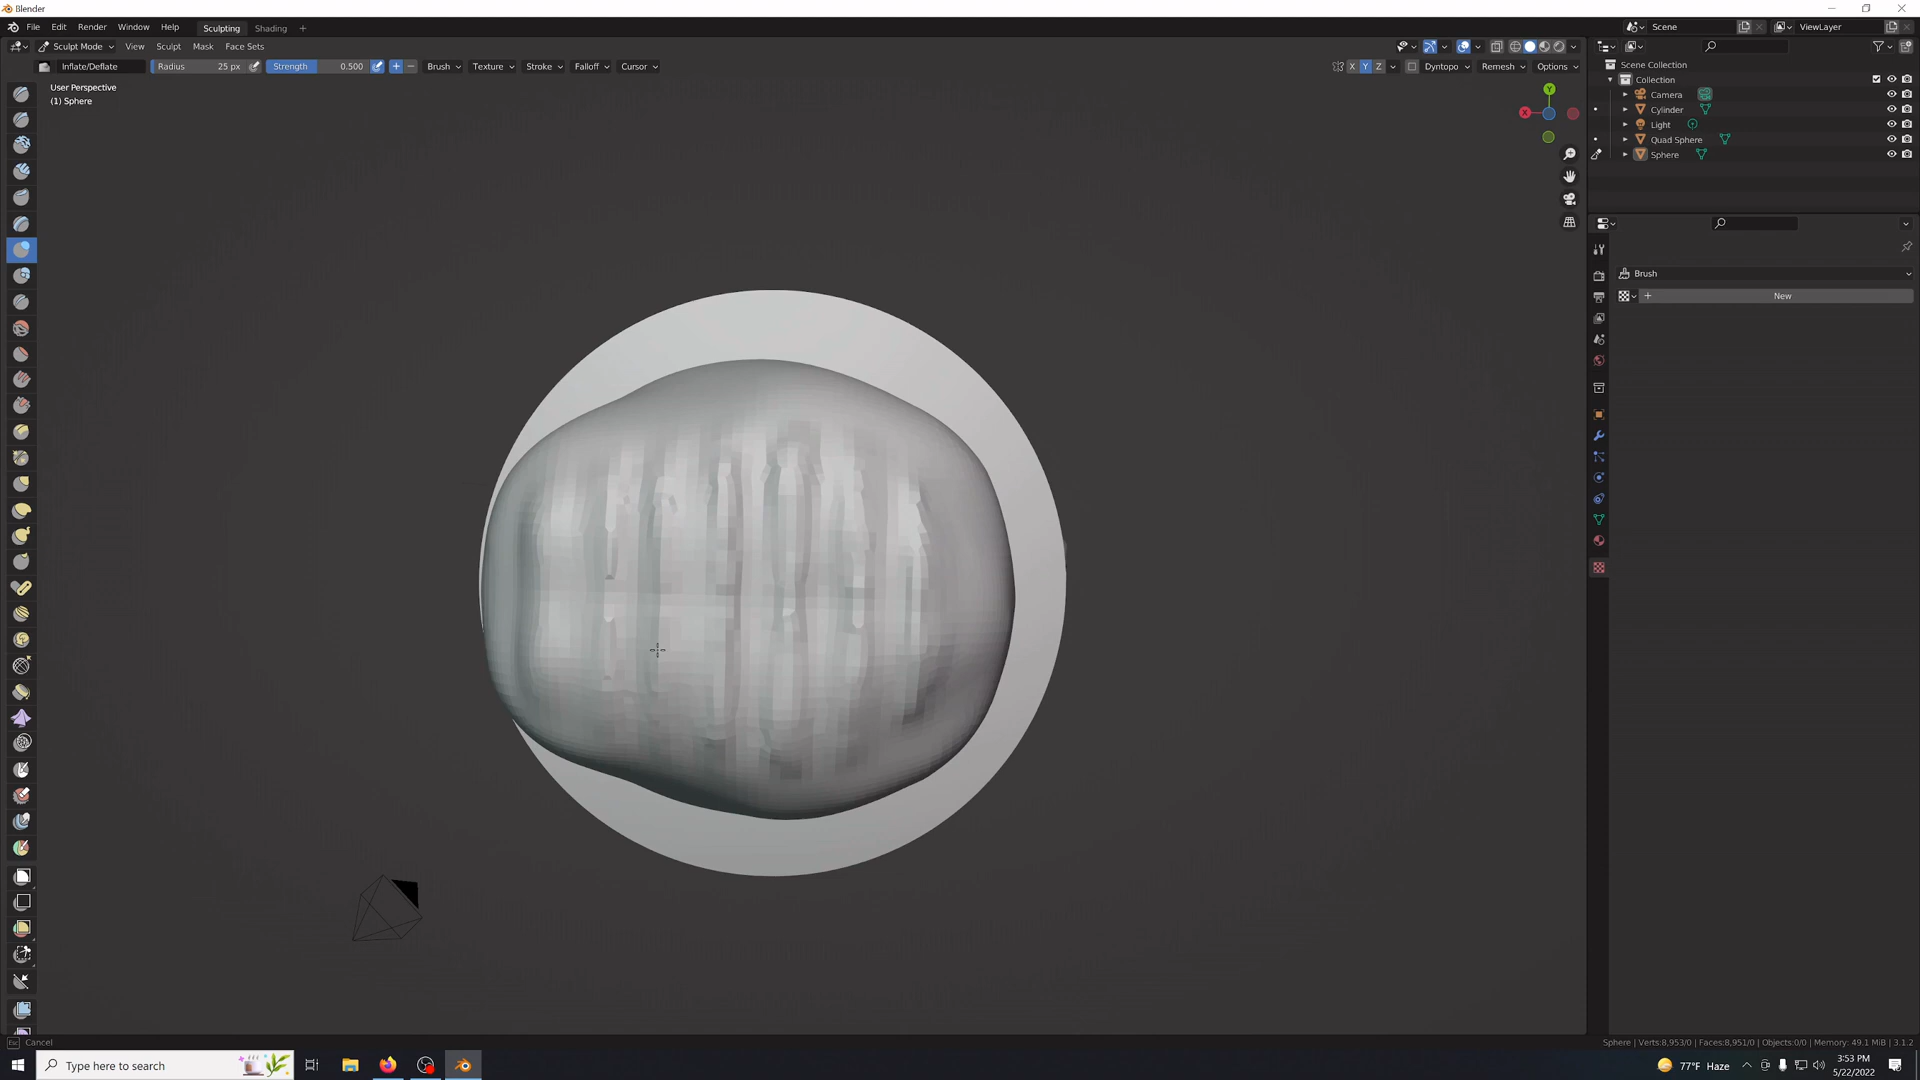 Blender
File Edit Render Window Help Sculpting Shading + Scene ViewLayer
Sculpt Mode View Sculpt Mask Face Sets
Inflate/Deflate Radius 25 px Strength 0.500 + − Brush Texture Stroke Falloff Cursor X Y Z Dyntopo Remesh Options
User Perspective
(1) Sphere
Y
X
Scene Collection
Collection
Camera
Cylinder
Light
Quad Sphere
Sphere
Brush
+ New
Esc Cancel
Sphere | Verts:8,953/0 | Faces:8,951/0 | Objects:0/0 | Memory: 49.1 MiB | 3.1.2
Type here to search
77°F Haze
3:53 PM
5/22/2022